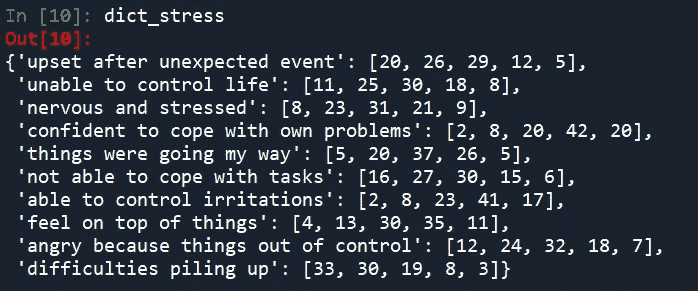 In [10]: dict_stress
Out[10]:
{'upset after unexpected event': [20, 26, 29, 12, 5],
 'unable to control life': [11, 25, 30, 18, 8],
 'nervous and stressed': [8, 23, 31, 21, 9],
 'confident to cope with own problems': [2, 8, 20, 42, 20],
 'things were going my way': [5, 20, 37, 26, 5],
 'not able to cope with tasks': [16, 27, 30, 15, 6],
 'able to control irritations': [2, 8, 23, 41, 17],
 'feel on top of things': [4, 13, 30, 35, 11],
 'angry because things out of control': [12, 24, 32, 18, 7],
 'difficulties piling up': [33, 30, 19, 8, 3]}